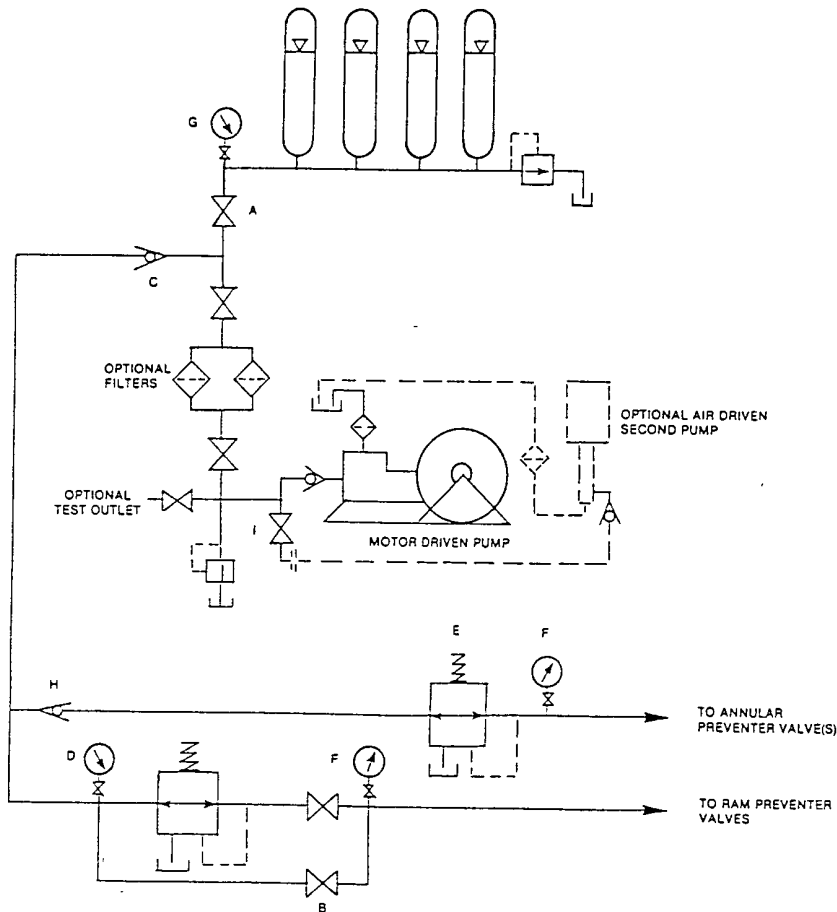 G
A
C
OPTIONAL
FILTERS
OPTIONAL AIR DRIVEN
SECOND PUMP
OPTIONAL
TEST OUTLET
I
MOTOR DRIVEN PUMP
E
F
H
TO ANNULAR
PREVENTER VALVE(S)
D
F
TO RAM PREVENTER
VALVES
B